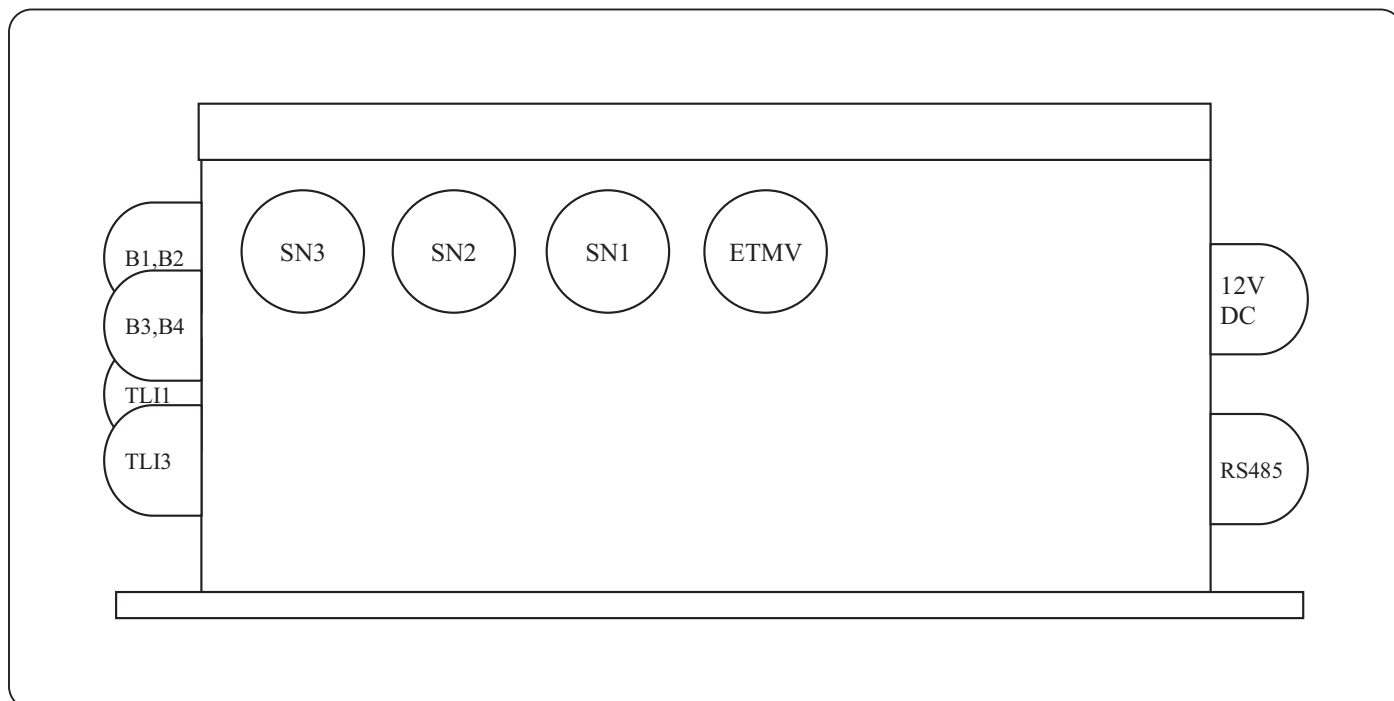 B1,B2
B3,B4
TLI1
TLI3
SN3
SN2
SN1
ETMV
12V
DC
RS485